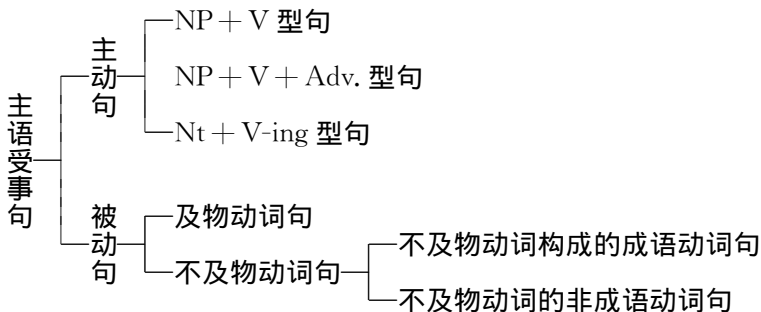 主语受事句
主动句
NP + V 型句
NP + V + Adv. 型句
Nt + V-ing 型句
被动句
及物动词句
不及物动词句
不及物动词构成的成语动词句
不及物动词的非成语动词句